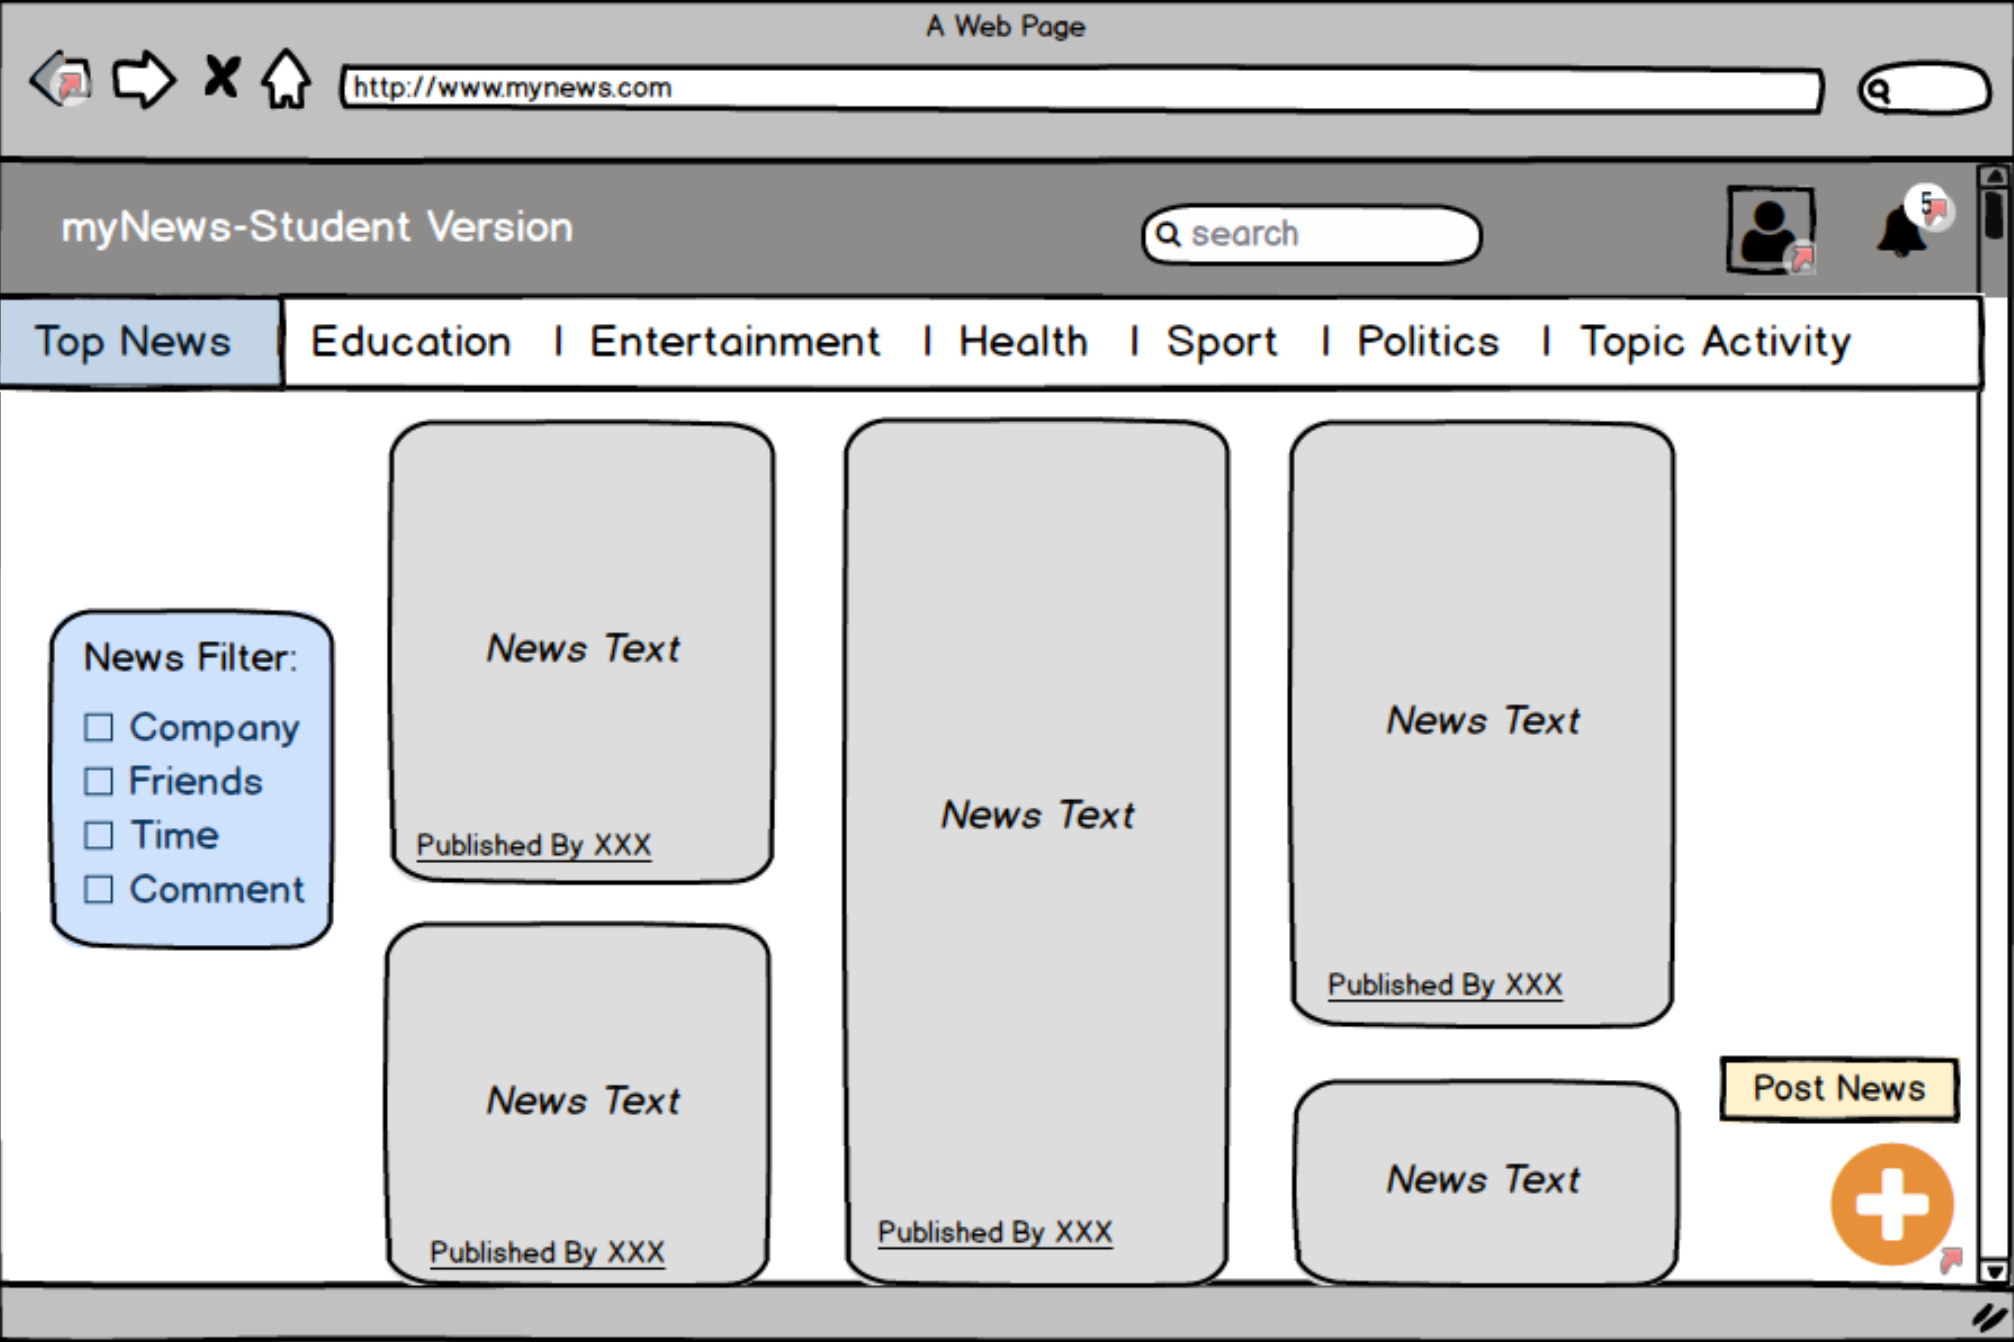 A Web Page
http://www.mynews.com
myNews-Student Version
search
5
Top News | Education | Entertainment | Health | Sport | Politics | Topic Activity
News Filter:
Company
Friends
Time
Comment
News Text
Published By XXX
News Text
Published By XXX
News Text
Published By XXX
News Text
Published By XXX
News Text
Post News